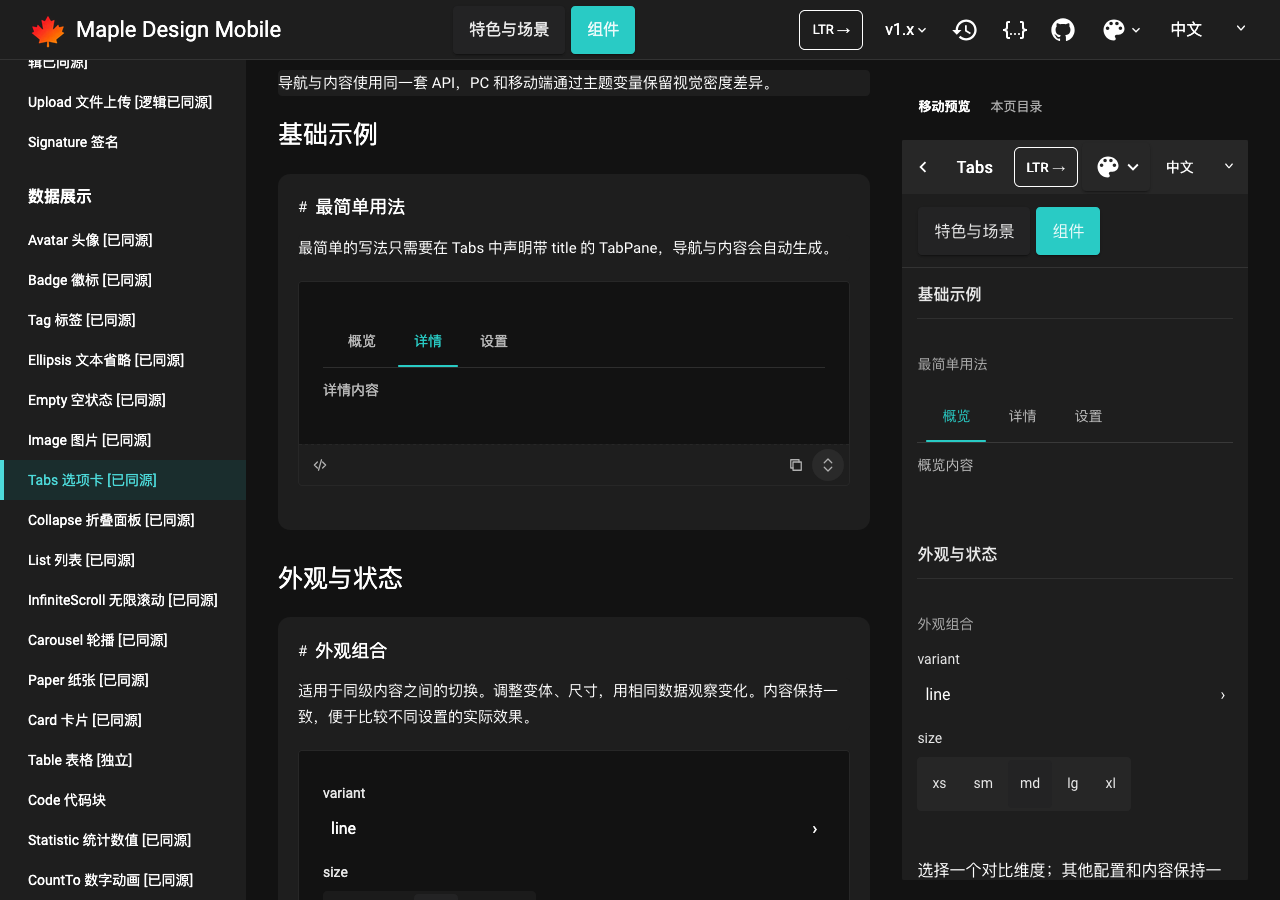 Maple Design Mobile
特色与场景
组件
LTR→
v1.x
{...}
中文
辑已同源]
Upload 文件上传 [逻辑已同源]
Signature 签名
数据展示
Avatar 头像 [已同源]
Badge 徽标 [已同源]
Tag 标签 [已同源]
Ellipsis 文本省略 [已同源]
Empty 空状态 [已同源]
Image 图片 [已同源]
Tabs 选项卡 [已同源]
Collapse 折叠面板 [已同源]
List 列表 [已同源]
InfiniteScroll 无限滚动 [已同源]
Carousel 轮播 [已同源]
Paper 纸张 [已同源]
Card 卡片 [已同源]
Table 表格 [独立]
Code 代码块
Statistic 统计数值 [已同源]
CountTo 数字动画 [已同源]
导航与内容使用同一套 API，PC 和移动端通过主题变量保留视觉密度差异。
基础示例
# 最简单用法
最简单的写法只需要在 Tabs 中声明带 title 的 TabPane，导航与内容会自动生成。
概览
详情
设置
详情内容
外观与状态
# 外观组合
适用于同级内容之间的切换。调整变体、尺寸，用相同数据观察变化。内容保持一
致，便于比较不同设置的实际效果。
variant
line
size
移动预览
本页目录
Tabs
LTR→
中文
特色与场景
组件
基础示例
最简单用法
概览
详情
设置
概览内容
外观与状态
外观组合
variant
line
size
xs
sm
md
lg
xl
选择一个对比维度；其他配置和内容保持一